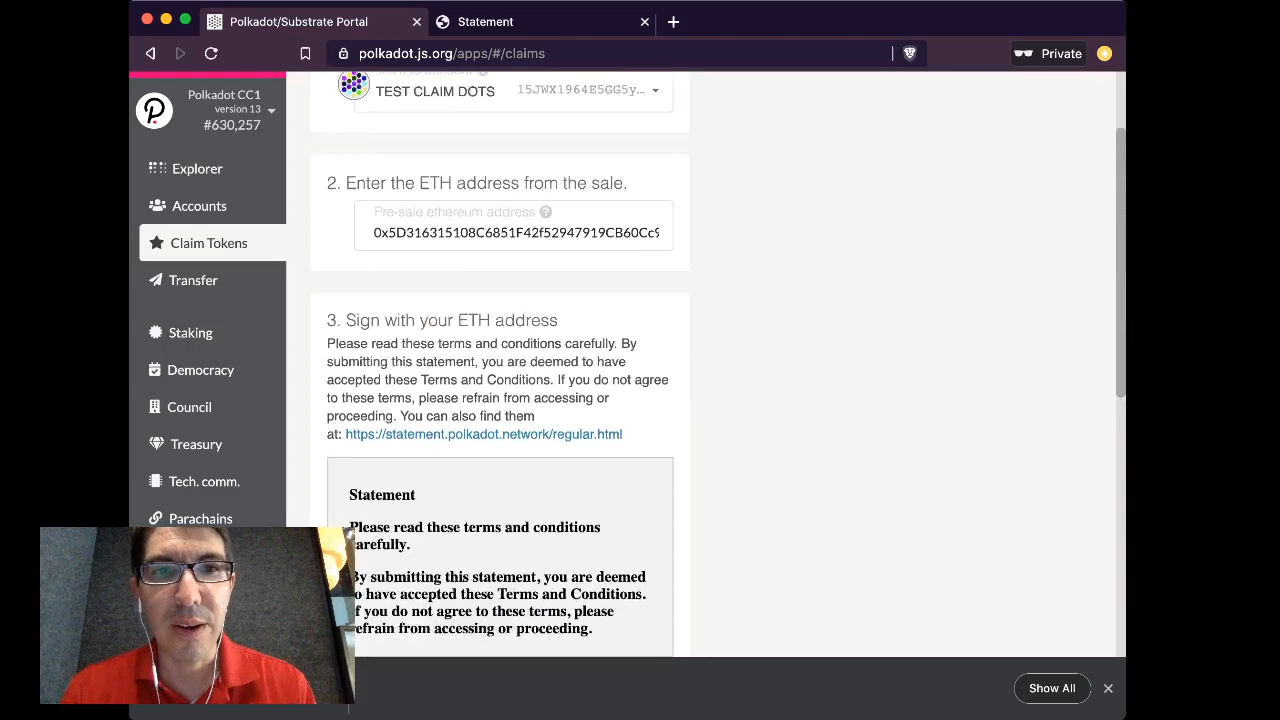 Polkadot/Substrate Portal
Statement
polkadot.js.org/apps/#/claims
Private
Polkadot CC1
version 13
#630,257
Explorer
Accounts
Claim Tokens
Transfer
Staking
Democracy
Council
Treasury
Tech. comm.
Parachains
TEST CLAIM DOTS
15JWX1964E5GG5y…
2. Enter the ETH address from the sale.
Pre-sale ethereum address
0x5D316315108C6851F42f52947919CB60Cc9
3. Sign with your ETH address
Please read these terms and conditions carefully. By
submitting this statement, you are deemed to have
accepted these Terms and Conditions. If you do not agree
to these terms, please refrain from accessing or
proceeding. You can also find them
at: https://statement.polkadot.network/regular.html
Statement
Please read these terms and conditions
carefully.
By submitting this statement, you are deemed
to have accepted these Terms and Conditions.
If you do not agree to these terms, please
refrain from accessing or proceeding.
Show All